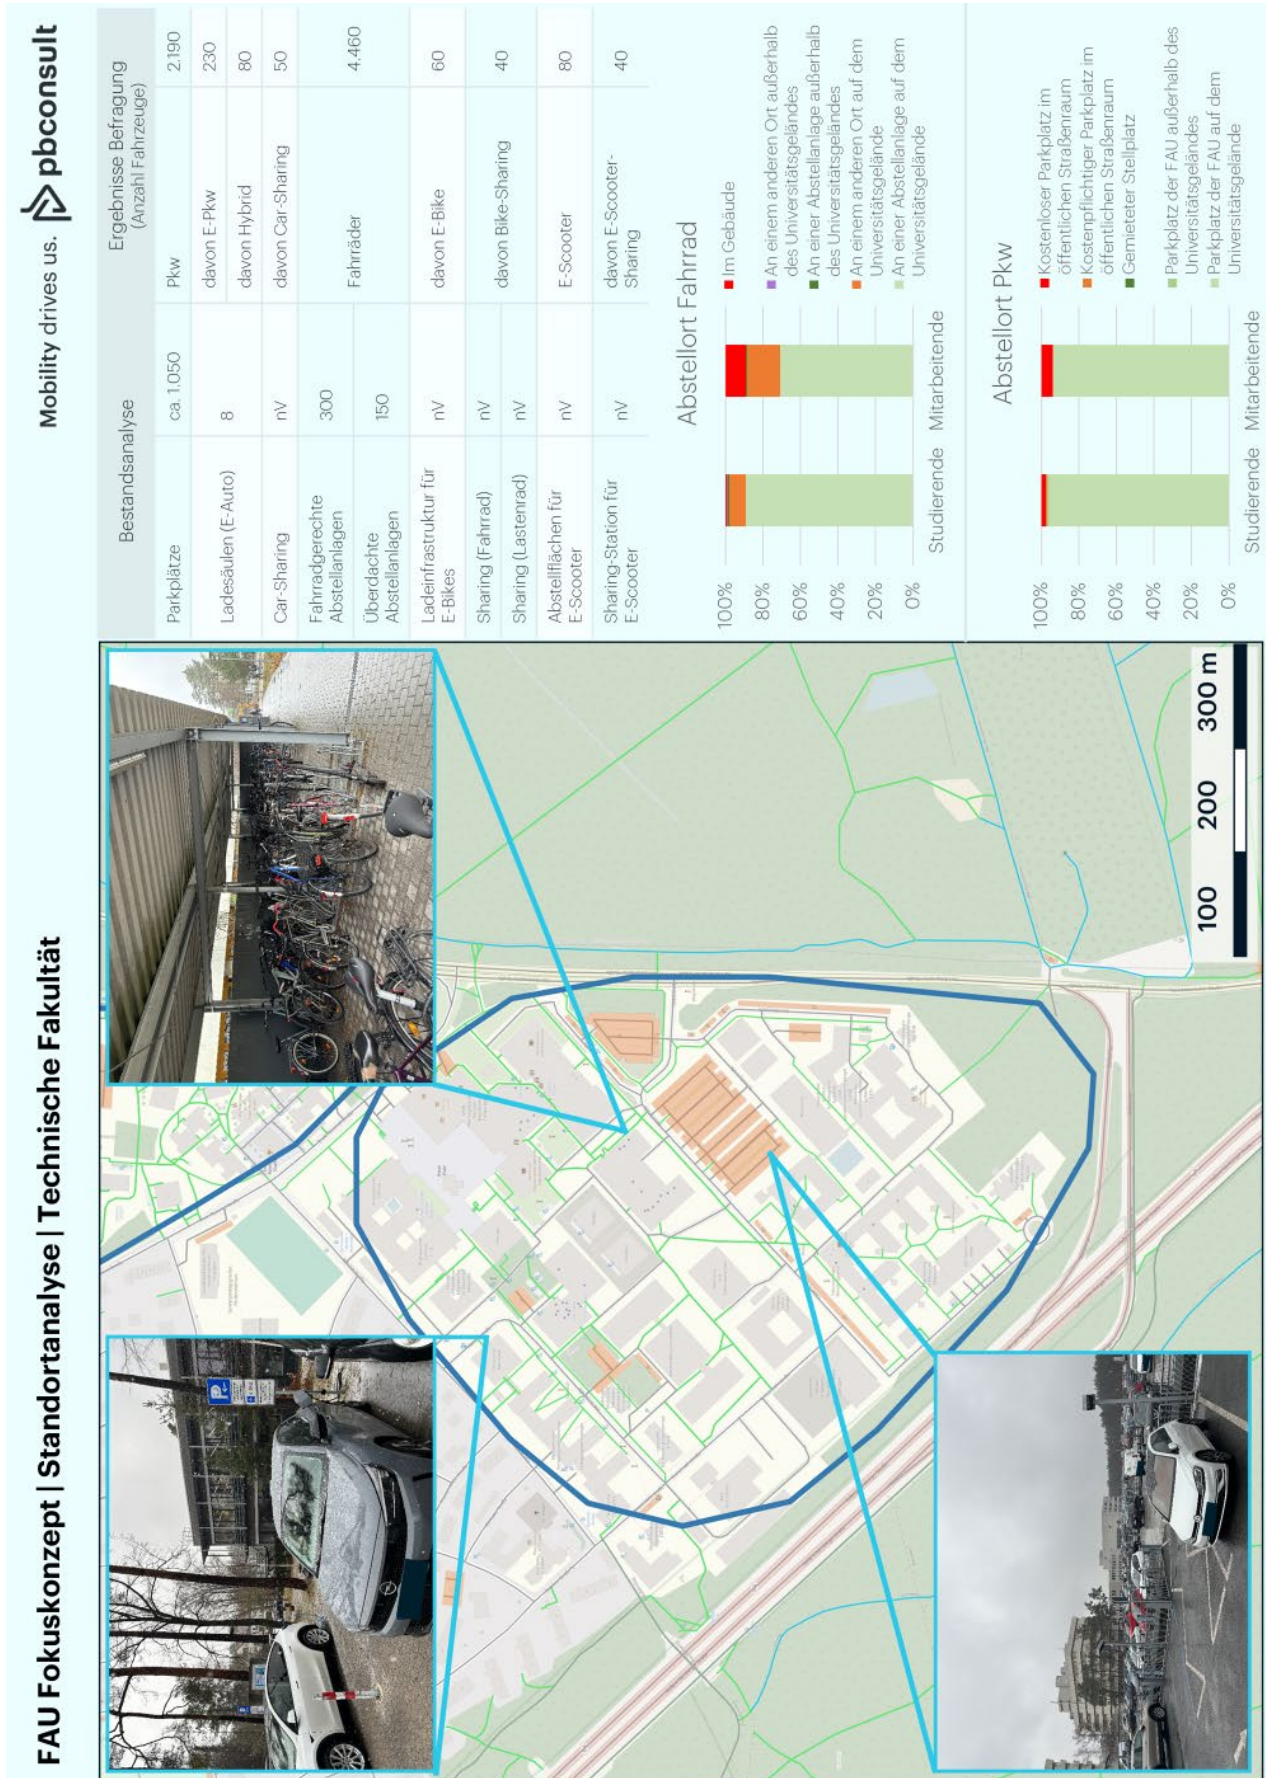 FAU Fokuskonzept | Standortanalyse | Technische Fakultät
Mobility drives us. pbconsult
100 200 300 m
Bestandsanalyse
Ergebnisse Befragung
(Anzahl Fahrzeuge)
Parkplätze ca. 1.050 Pkw 2.190
Ladesäulen (E-Auto) 8 davon E-Pkw 230
davon Hybrid 80
Car-Sharing nV davon Car-Sharing 50
Fahrradgerechte
Abstellanlagen 300 Fahrräder 4.460
Überdachte
Abstellanlagen 150
Ladeinfrastruktur für
E-Bikes nV davon E-Bike 60
Sharing (Fahrrad) nV davon Bike-Sharing 40
Sharing (Lastenrad) nV
Abstellflächen für
E-Scooter nV E-Scooter 80
Sharing-Station für
E-Scooter nV davon E-Scooter-
Sharing 40
Abstellort Fahrrad
100%
80%
60%
40%
20%
0%
Studierende Mitarbeitende
Im Gebäude
An einem anderen Ort außerhalb
des Universitätsgeländes
An einer Abstellanlage außerhalb
des Universitätsgeländes
An einem anderen Ort auf dem
Universitätsgelände
An einer Abstellanlage auf dem
Universitätsgelände
Abstellort Pkw
100%
80%
60%
40%
20%
0%
Studierende Mitarbeitende
Kostenloser Parkplatz im
öffentlichen Straßenraum
Kostenpflichtiger Parkplatz im
öffentlichen Straßenraum
Gemieteter Stellplatz
Parkplatz der FAU außerhalb des
Universitätsgeländes
Parkplatz der FAU auf dem
Universitätsgelände